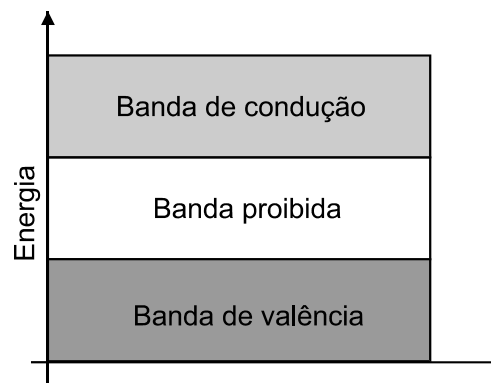 Banda de condução
Banda proibida
Banda de valência
Energia